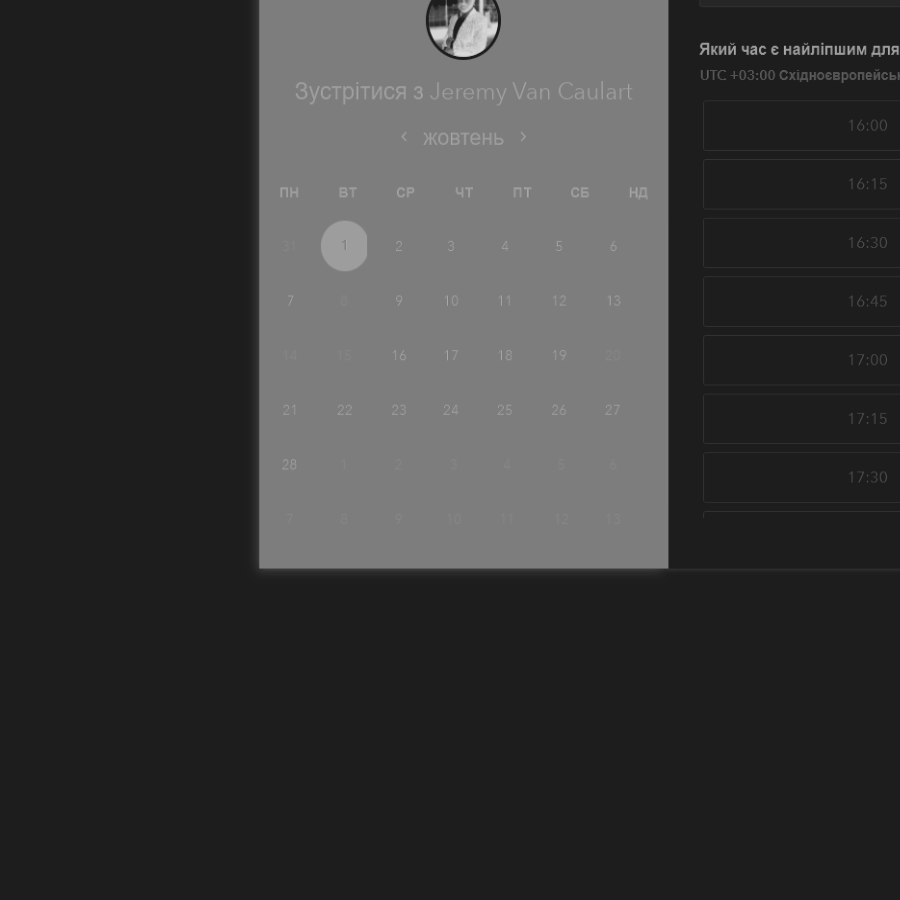 Зустрітися з Jeremy Van Caulart
жовтень
ПН ВТ СР ЧТ ПТ СБ НД
31 1 2 3 4 5 6
7 8 9 10 11 12 13
14 15 16 17 18 19 20
21 22 23 24 25 26 27
28 1 2 3 4 5 6
7 8 9 10 11 12 13
Який час є найліпшим для
UTC +03:00
16:00
16:15
16:30
16:45
17:00
17:15
17:30